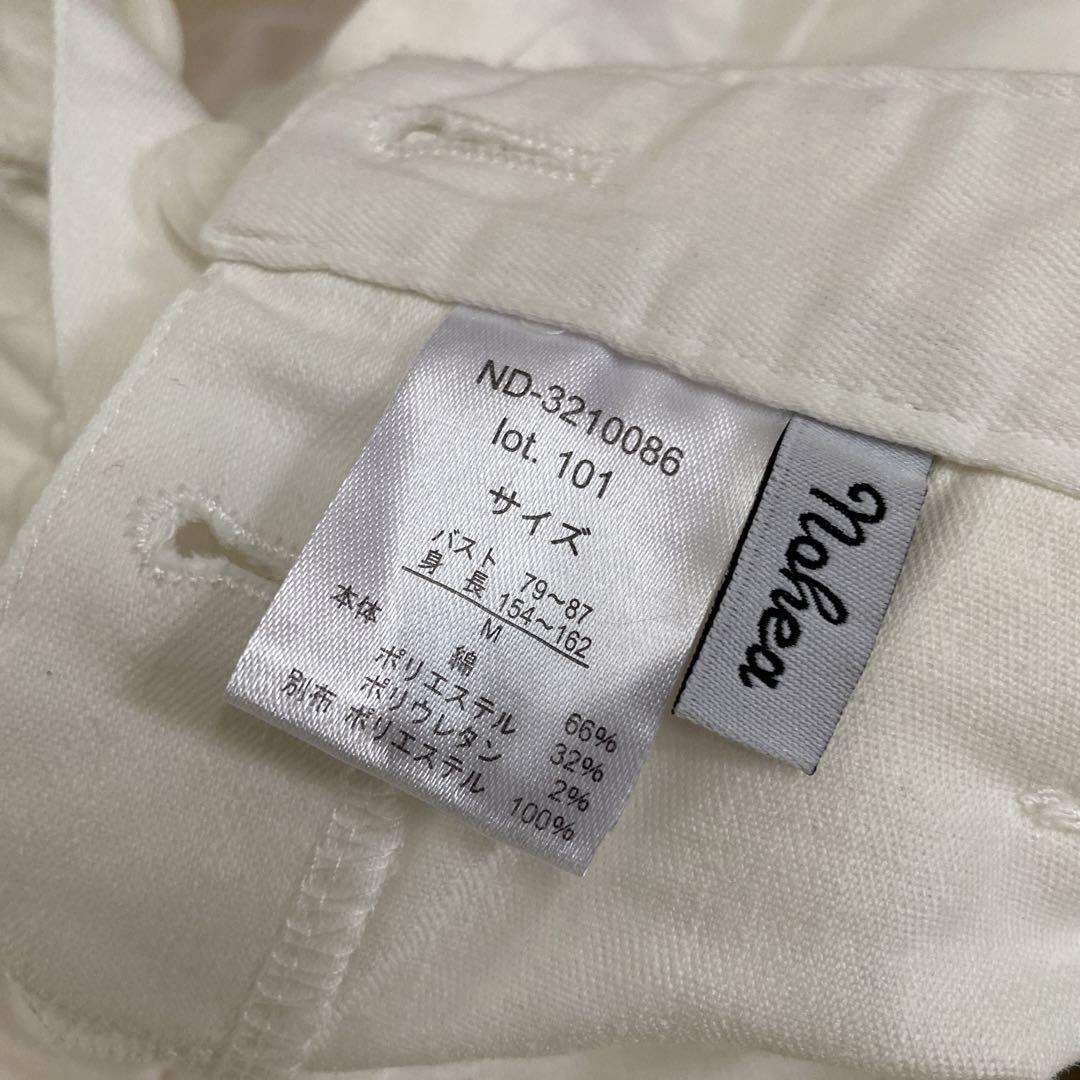 ND-3210086
lot. 101
サイズ
バスト 79~87
身 長 154~162
M
本体 綿 66%
ポリエステル 32%
ポリウレタン 2%
別布 ポリエステル 100%
Nohea